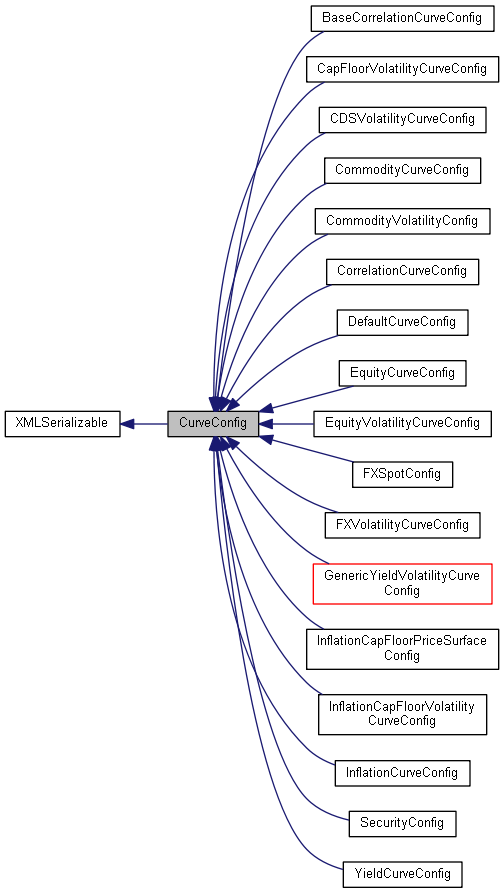 BaseCorrelationCurveConfig
CapFloorVolatilityCurveConfig
CDSVolatilityCurveConfig
CommodityCurveConfig
CommodityVolatilityConfig
CorrelationCurveConfig
DefaultCurveConfig
EquityCurveConfig
XMLSerializable
CurveConfig
EquityVolatilityCurveConfig
FXSpotConfig
FXVolatilityCurveConfig
GenericYieldVolatilityCurve
Config
InflationCapFloorPriceSurface
Config
InflationCapFloorVolatility
CurveConfig
InflationCurveConfig
SecurityConfig
YieldCurveConfig